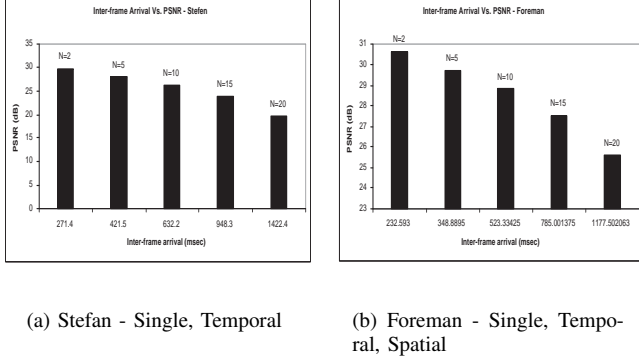 Inter-frame Arrival Vs. PSNR - Stefen
PSNR (dB)
35
30
25
20
15
10
5
0
N=2
N=5
N=10
N=15
N=20
271.4 421.5 632.2 948.3 1422.4
Inter-frame arrival (msec)
(a) Stefan - Single, Temporal
Inter-frame Arrival Vs. PSNR - Foreman
PSNR (dB)
31
30
29
28
27
26
25
24
23
N=2
N=5
N=10
N=15
N=20
232.593 348.8895 523.33425 785.001375 1177.502063
Inter-frame arrival (msec)
(b) Foreman - Single, Tempo-
ral, Spatial